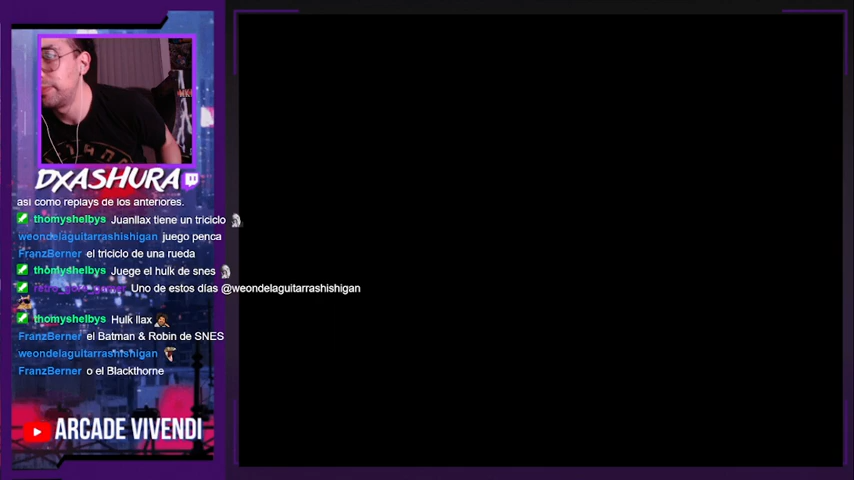 DXASHURA
así como replays de los anteriores.
thomyshelbys Juanllax tiene un triciclo
weondelaguitarrashishigan juego penca
FranzBerner el triciclo de una rueda
thomyshelbys Juege el hulk de snes
Uno de estos días @weondelaguitarrashishigan
thomyshelbys Hulk llax
FranzBerner el Batman & Robin de SNES
weondelaguitarrashishigan
FranzBerner o el Blackthorne
ARCADE VIVENDI